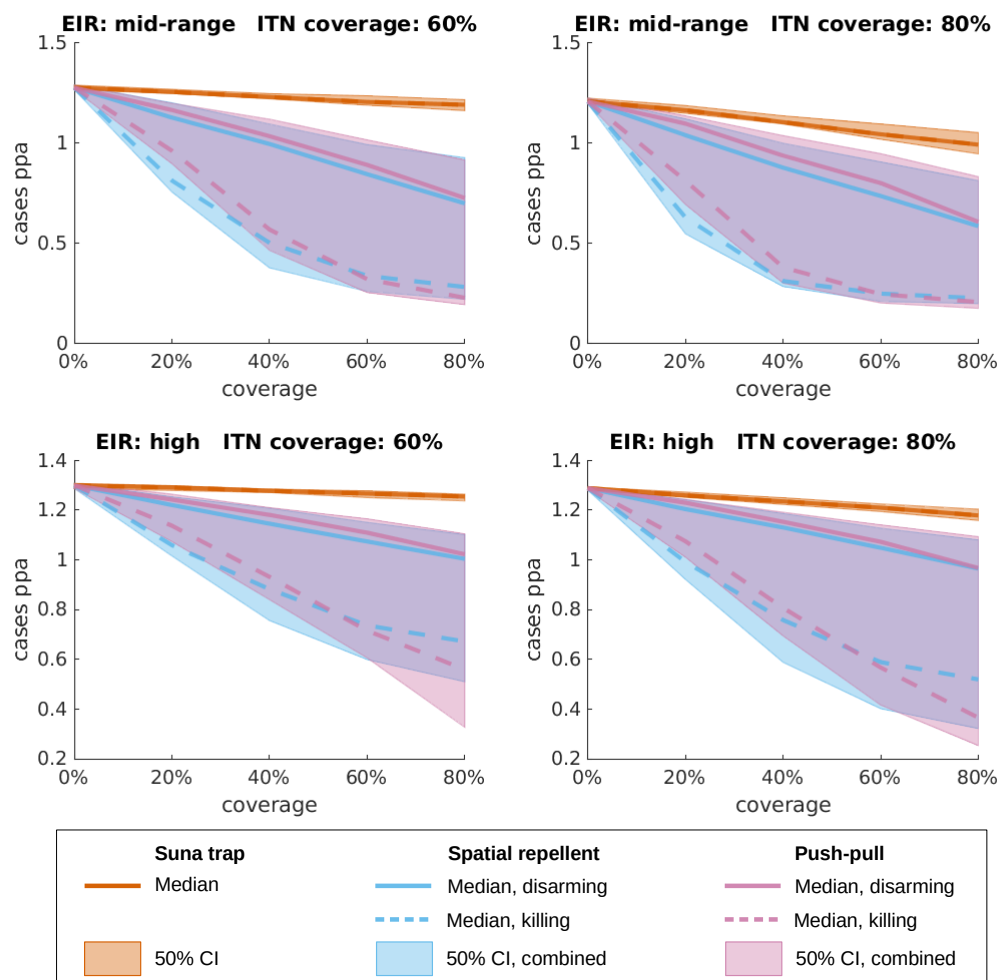 EIR: mid-range ITN coverage: 60%
1.5
1
0.5
0
cases ppa
0% 20% 40% 60% 80%
coverage
EIR: mid-range ITN coverage: 80%
1.5
1
0.5
0
cases ppa
0% 20% 40% 60% 80%
coverage
EIR: high ITN coverage: 60%
1.4
1.2
1
0.8
0.6
0.4
0.2
cases ppa
0% 20% 40% 60% 80%
coverage
EIR: high ITN coverage: 80%
1.4
1.2
1
0.8
0.6
0.4
0.2
cases ppa
0% 20% 40% 60% 80%
coverage
Suna trap
Median
50% CI
Spatial repellent
Median, disarming
Median, killing
50% CI, combined
Push-pull
Median, disarming
Median, killing
50% CI, combined